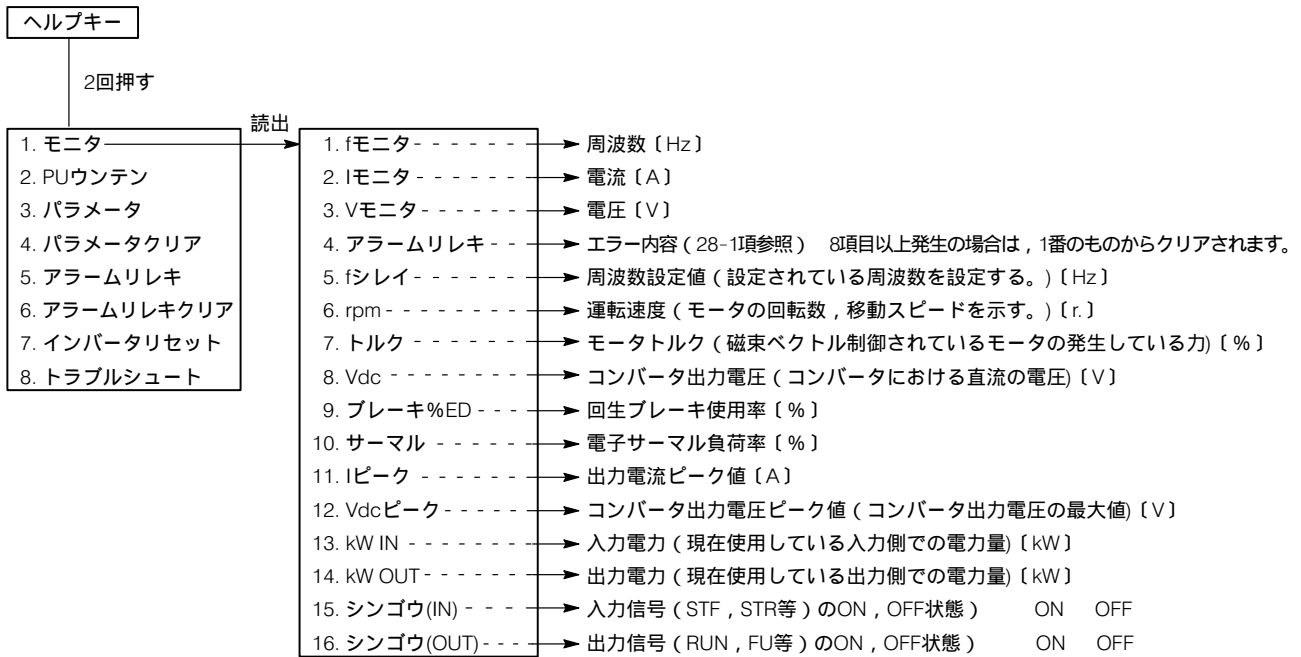 ヘルプキー
2回押す
読出
1. モニタ
2. PUウンテン
3. パラメータ
4. パラメータクリア
5. アラームリレキ
6. アラームリレキクリア
7. インバータリセット
8. トラブルシュート
1. fモニタ - - - - - - 周波数〔Hz〕
2. Iモニタ - - - - - - 電流〔A〕
3. Vモニタ - - - - - - 電圧〔V〕
4. アラームリレキ - - エラー内容(28-1項参照) 8項目以上発生の場合は,1番のものからクリアされます。
5. fシレイ - - - - - - 周波数設定値(設定されている周波数を設定する。)〔Hz〕
6. rpm - - - - - - - - 運転速度(モータの回転数,移動スピードを示す。)〔r.〕
7. トルク - - - - - - モータトルク(磁束ベクトル制御されているモータの発生している力)〔%〕
8. Vdc - - - - - - - - コンバータ出力電圧(コンバータにおける直流の電圧)〔V〕
9. ブレーキ%ED - - - 回生ブレーキ使用率〔%〕
10. サーマル - - - - - 電子サーマル負荷率〔%〕
11. Iピーク - - - - - - 出力電流ピーク値〔A〕
12. Vdcピーク - - - - - コンバータ出力電圧ピーク値(コンバータ出力電圧の最大値)〔V〕
13. kW IN - - - - - - - 入力電力(現在使用している入力側での電力量)〔kW〕
14. kW OUT - - - - - - 出力電力(現在使用している出力側での電力量)〔kW〕
15. シンゴウ(IN) - - - 入力信号(STF,STR等)のON,OFF状態) ON OFF
16. シンゴウ(OUT) - - - 出力信号(RUN,FU等)のON,OFF状態) ON OFF